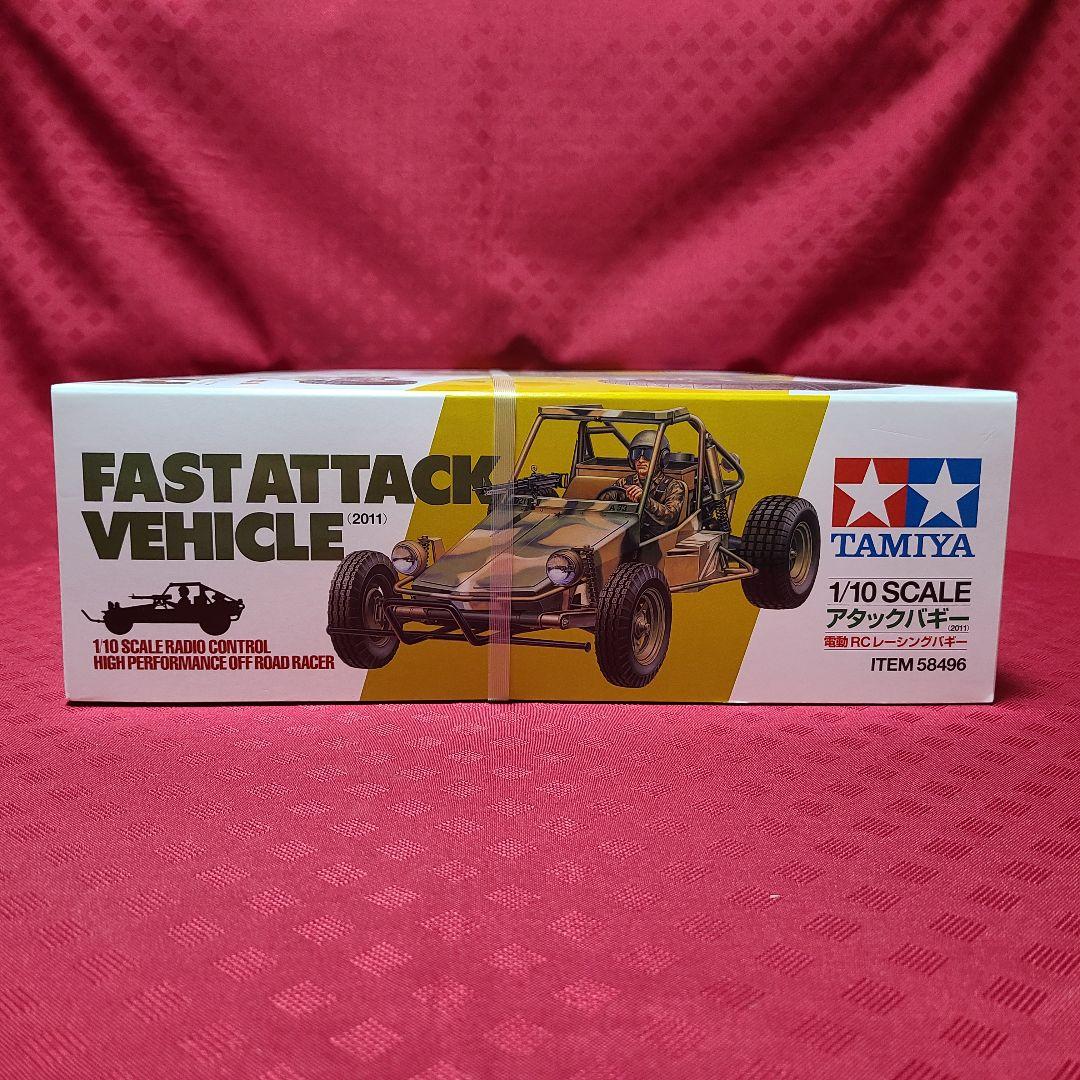 FAST ATTACK
VEHICLE (2011)
1/10 SCALE RADIO CONTROL
HIGH PERFORMANCE OFF ROAD RACER
TAMIYA
1/10 SCALE
アタックバギー
(2011)
電動RCレーシングバギー
ITEM 58496